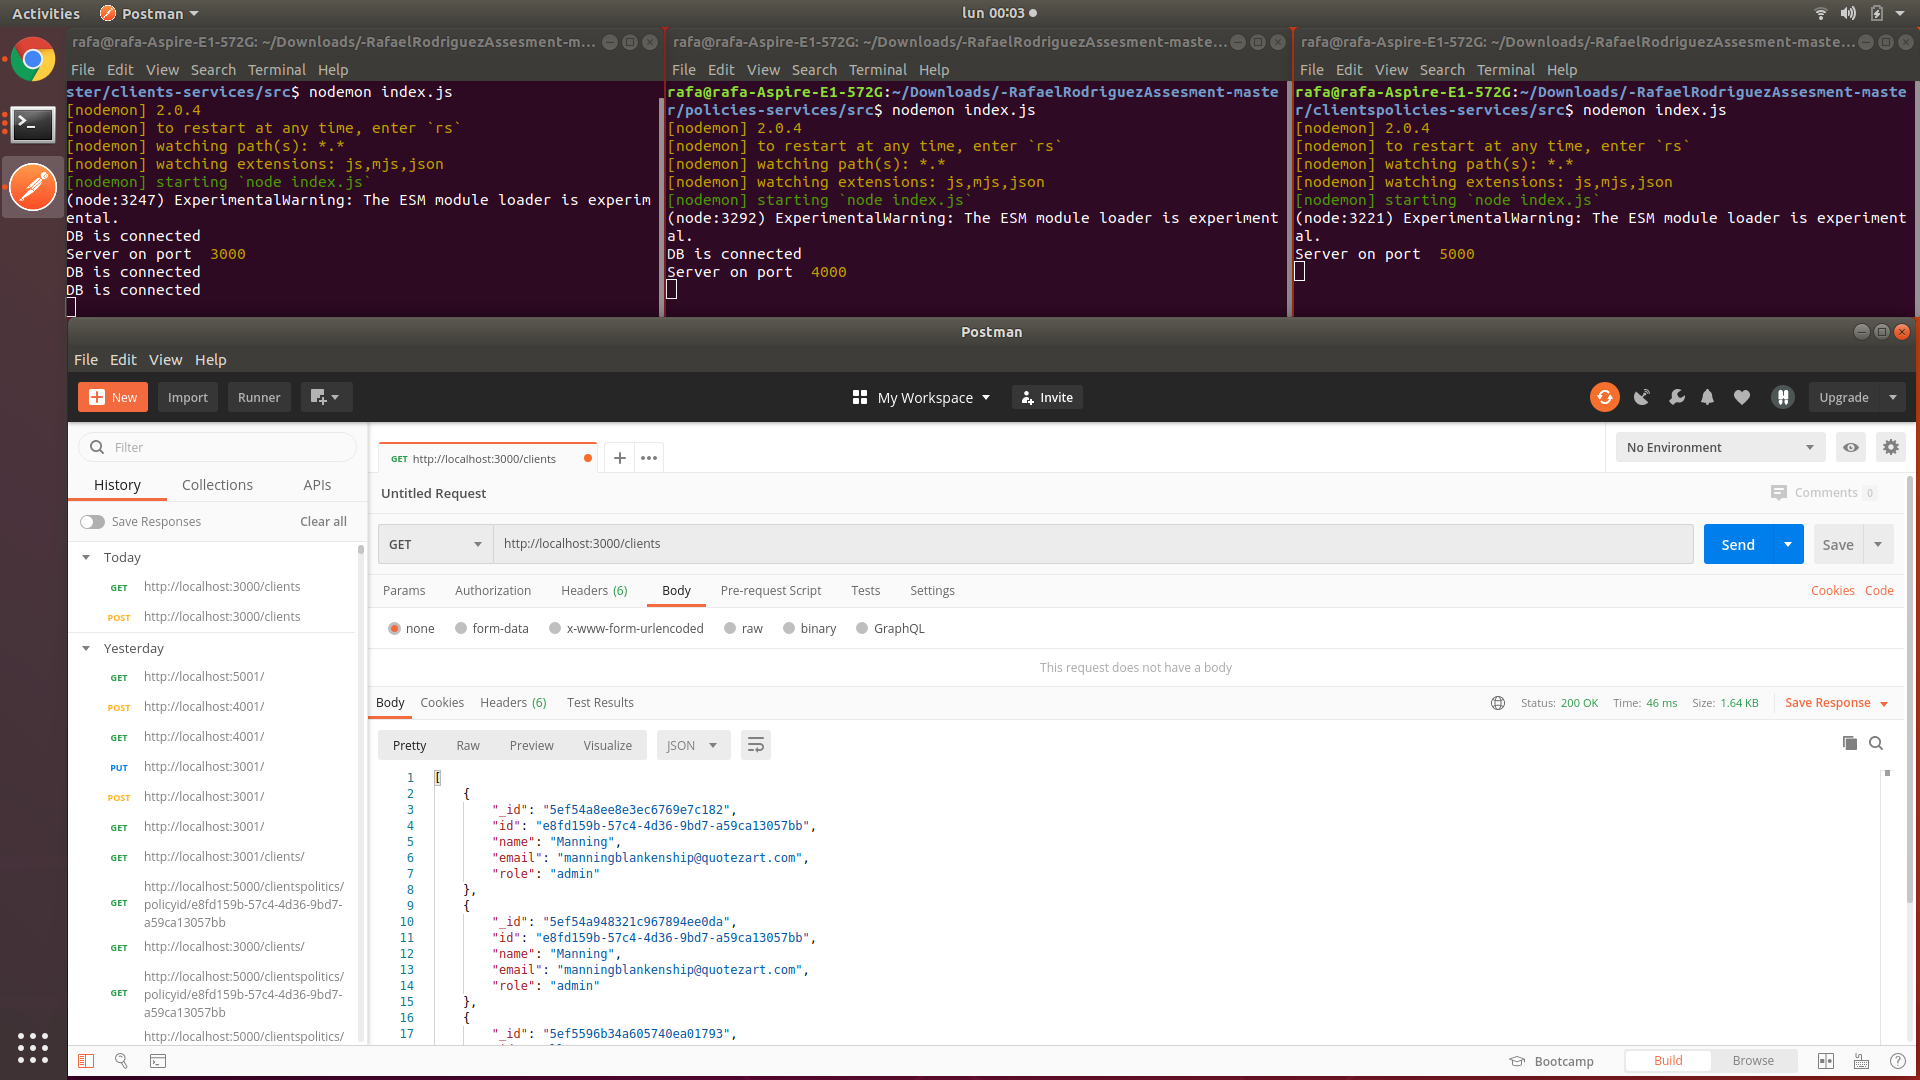 Activities
Postman
lun 00:03
rafa@rafa-Aspire-E1-572G: ~/Downloads/-RafaelRodriguezAssesment-m...
File Edit View Search Terminal Help
ster/clients-services/src$ nodemon index.js
[nodemon] 2.0.4
[nodemon] to restart at any time, enter `rs`
[nodemon] watching path(s): *.*
[nodemon] watching extensions: js,mjs,json
[nodemon] starting `node index.js`
(node:3247) ExperimentalWarning: The ESM module loader is experim
ental.
DB is connected
Server on port  3000
DB is connected
DB is connected
rafa@rafa-Aspire-E1-572G: ~/Downloads/-RafaelRodriguezAssesment-maste...
File Edit View Search Terminal Help
rafa@rafa-Aspire-E1-572G:~/Downloads/-RafaelRodriguezAssesment-maste
r/policies-services/src$ nodemon index.js
[nodemon] 2.0.4
[nodemon] to restart at any time, enter `rs`
[nodemon] watching path(s): *.*
[nodemon] watching extensions: js,mjs,json
[nodemon] starting `node index.js`
(node:3292) ExperimentalWarning: The ESM module loader is experiment
al.
DB is connected
Server on port  4000
rafa@rafa-Aspire-E1-572G: ~/Downloads/-RafaelRodriguezAssesment-maste...
File Edit View Search Terminal Help
rafa@rafa-Aspire-E1-572G:~/Downloads/-RafaelRodriguezAssesment-maste
r/clientspolicies-services/src$ nodemon index.js
[nodemon] 2.0.4
[nodemon] to restart at any time, enter `rs`
[nodemon] watching path(s): *.*
[nodemon] watching extensions: js,mjs,json
[nodemon] starting `node index.js`
(node:3221) ExperimentalWarning: The ESM module loader is experiment
al.
Server on port  5000
Postman
File Edit View Help
New Import Runner My Workspace Invite Upgrade
Filter
History Collections APIs
Save Responses Clear all
Today
GET http://localhost:3000/clients
POST http://localhost:3000/clients
Yesterday
GET http://localhost:5001/
POST http://localhost:4001/
GET http://localhost:4001/
PUT http://localhost:3001/
POST http://localhost:3001/
GET http://localhost:3001/
GET http://localhost:3001/clients/
http://localhost:5000/clientspolitics/
GET policyid/e8fd159b-57c4-4d36-9bd7-
a59ca13057bb
GET http://localhost:3000/clients/
http://localhost:5000/clientspolitics/
GET policyid/e8fd159b-57c4-4d36-9bd7-
a59ca13057bb
http://localhost:5000/clientspolitics/
GET http://localhost:3000/clients
No Environment
Untitled Request
Comments 0
GET http://localhost:3000/clients Send Save
Params Authorization Headers (6) Body Pre-request Script Tests Settings Cookies Code
none form-data x-www-form-urlencoded raw binary GraphQL
This request does not have a body
Body Cookies Headers (6) Test Results Status: 200 OK Time: 46 ms Size: 1.64 KB Save Response
Pretty Raw Preview Visualize JSON
1 [
2 {
3 "_id": "5ef54a8ee8e3ec6769e7c182",
4 "id": "e8fd159b-57c4-4d36-9bd7-a59ca13057bb",
5 "name": "Manning",
6 "email": "manningblankenship@quotezart.com",
7 "role": "admin"
8 },
9 {
10 "_id": "5ef54a948321c967894ee0da",
11 "id": "e8fd159b-57c4-4d36-9bd7-a59ca13057bb",
12 "name": "Manning",
13 "email": "manningblankenship@quotezart.com",
14 "role": "admin"
15 },
16 {
17 "_id": "5ef5596b34a605740ea01793",
Bootcamp Build Browse